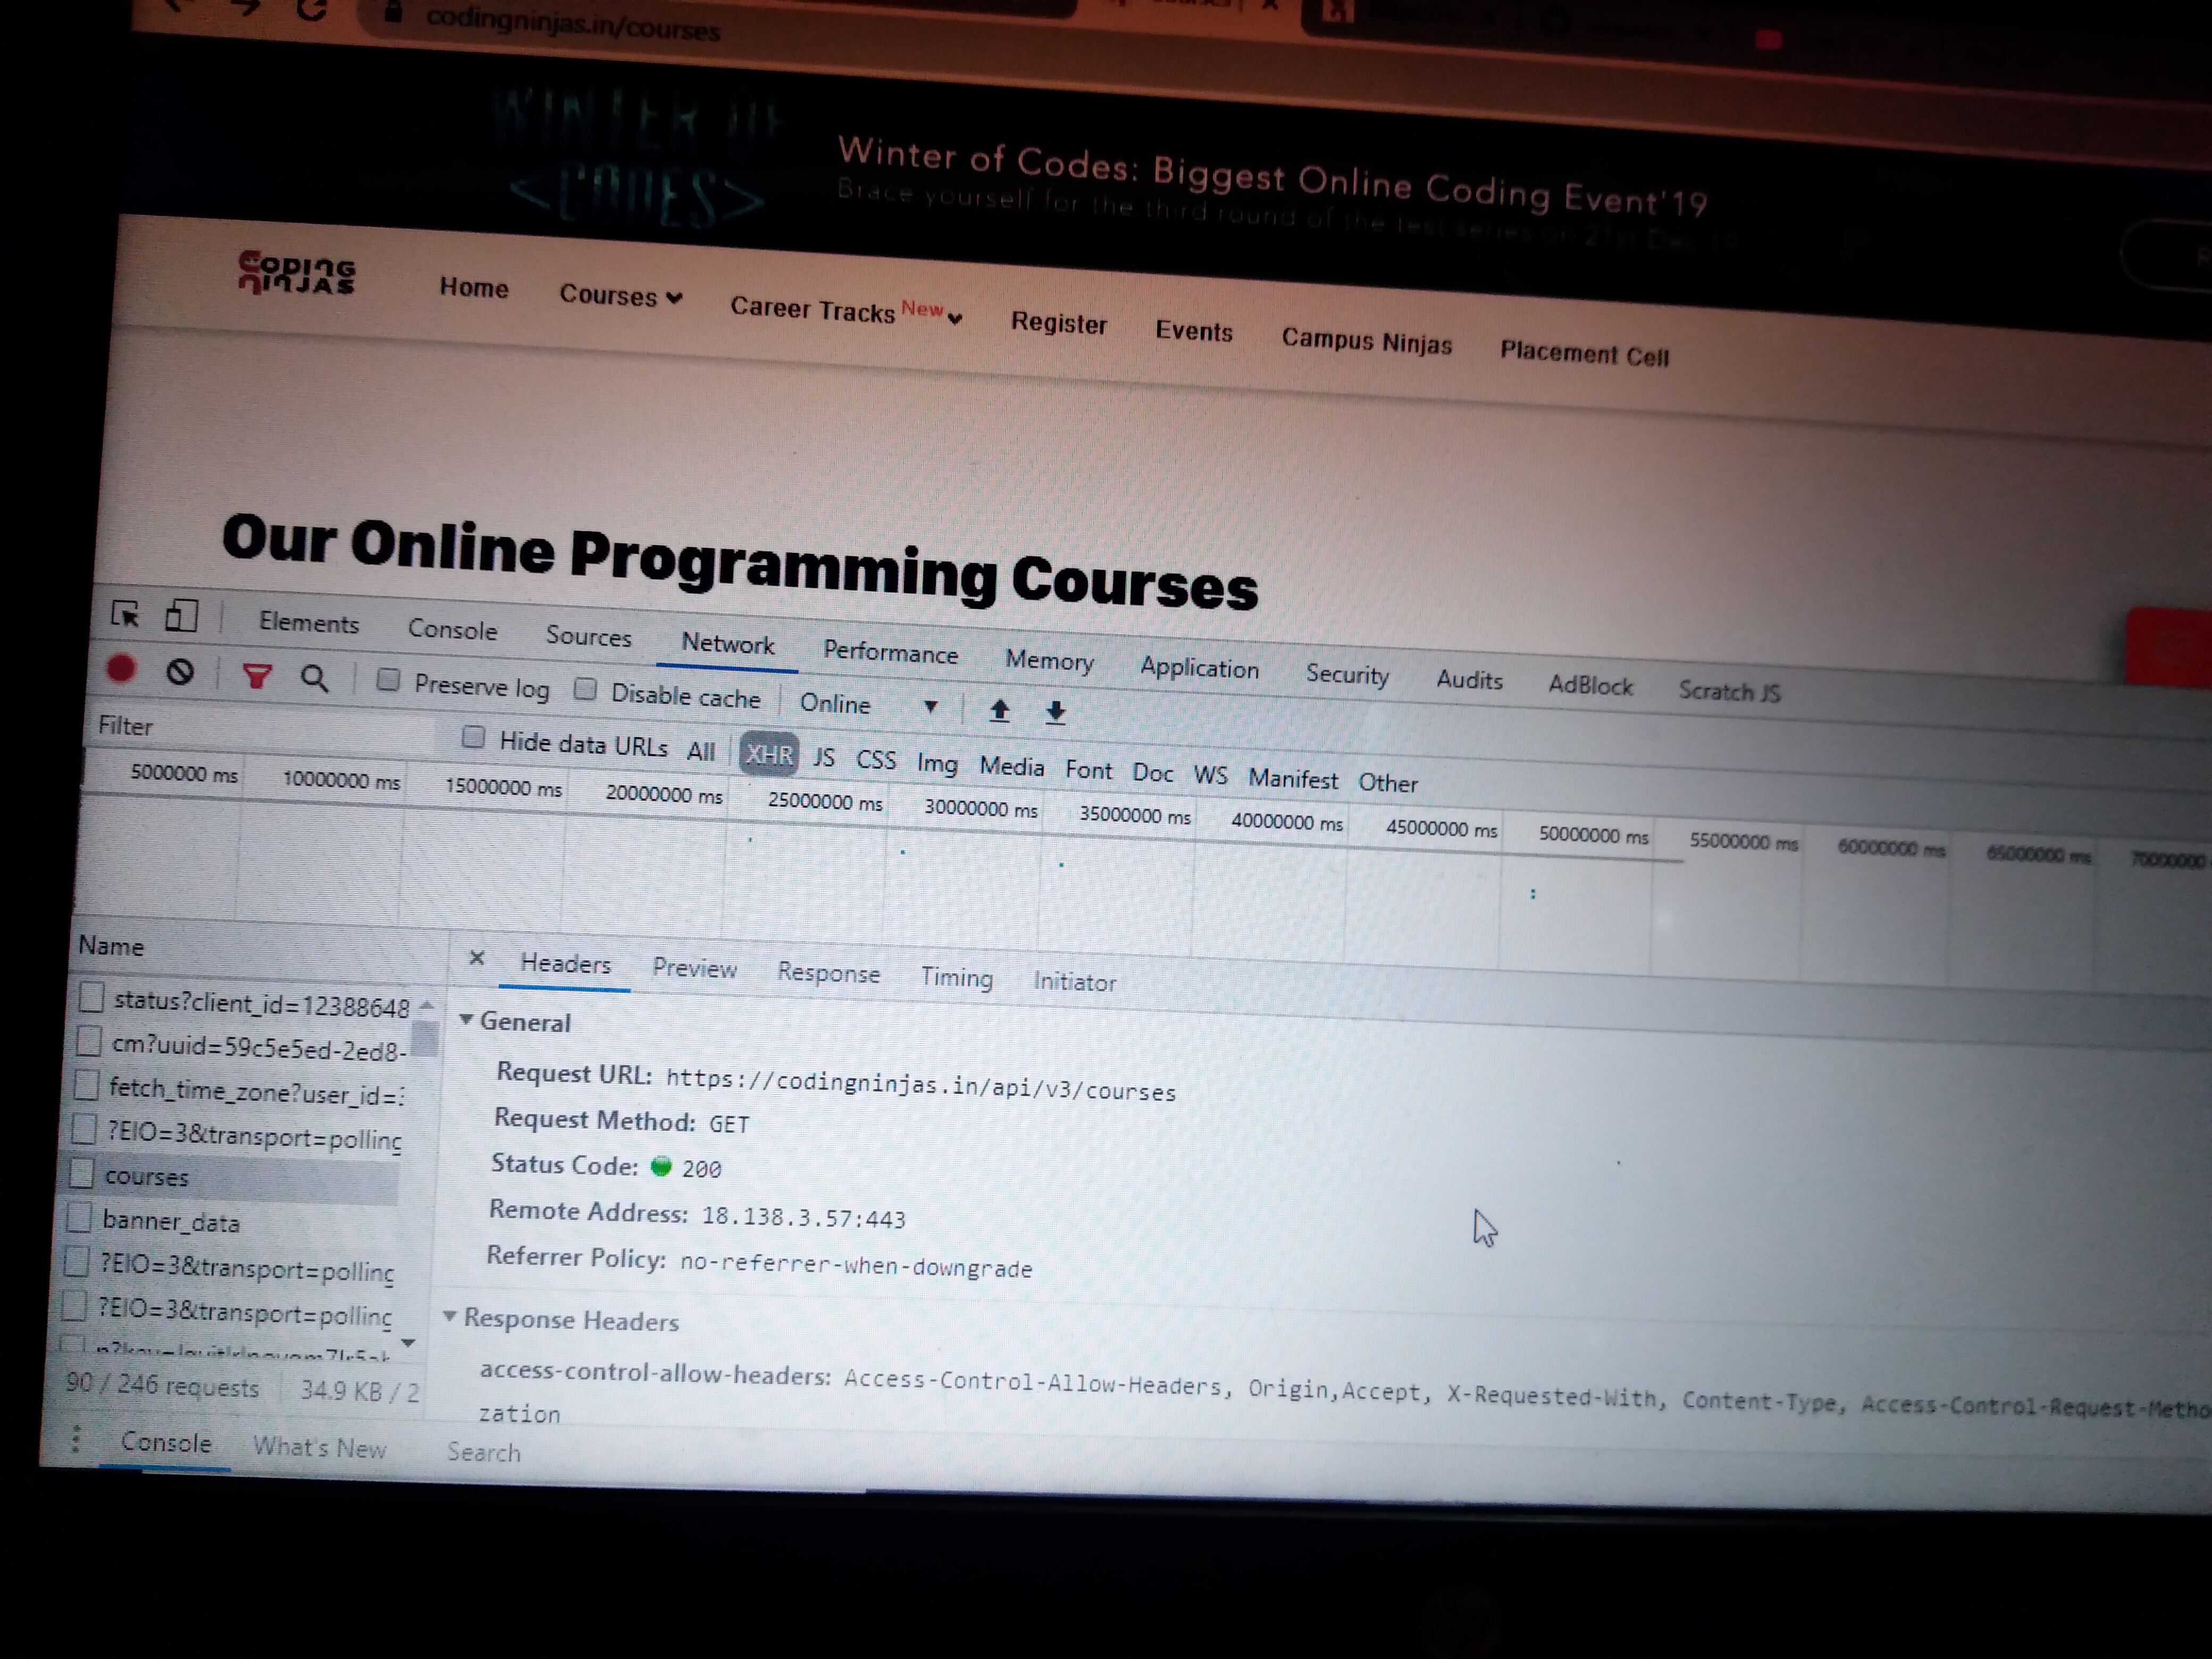 codingninjas.in/courses
WINTER OF
<CODES>
Winter of Codes: Biggest Online Coding Event'19
Brace yourself for the third round of the test series on 21st Dec
CODING
NINJAS
Home Courses Career Tracks New Register Events Campus Ninjas Placement Cell
Our Online Programming Courses
Elements Console Sources Network Performance Memory Application Security Audits AdBlock Scratch JS
Preserve log Disable cache Online
Filter Hide data URLs All XHR JS CSS Img Media Font Doc WS Manifest Other
5000000 ms 10000000 ms 15000000 ms 20000000 ms 25000000 ms 30000000 ms 35000000 ms 40000000 ms 45000000 ms 50000000 ms 55000000 ms 60000000 ms 65000000 ms 70000000
Name
Headers Preview Response Timing Initiator
status?client_id=12388648
cm?uuid=59c5e5ed-2ed8-
fetch_time_zone?user_id=
?EIO=3&transport=polling
courses
banner_data
?EIO=3&transport=polling
?EIO=3&transport=polling
90 / 246 requests 34.9 KB / 2
General
Request URL: https://codingninjas.in/api/v3/courses
Request Method: GET
Status Code: 200
Remote Address: 18.138.3.57:443
Referrer Policy: no-referrer-when-downgrade
Response Headers
access-control-allow-headers: Access-Control-Allow-Headers, Origin,Accept, X-Requested-With, Content-Type, Access-Control-Request-Metho
zation
Console What's New Search